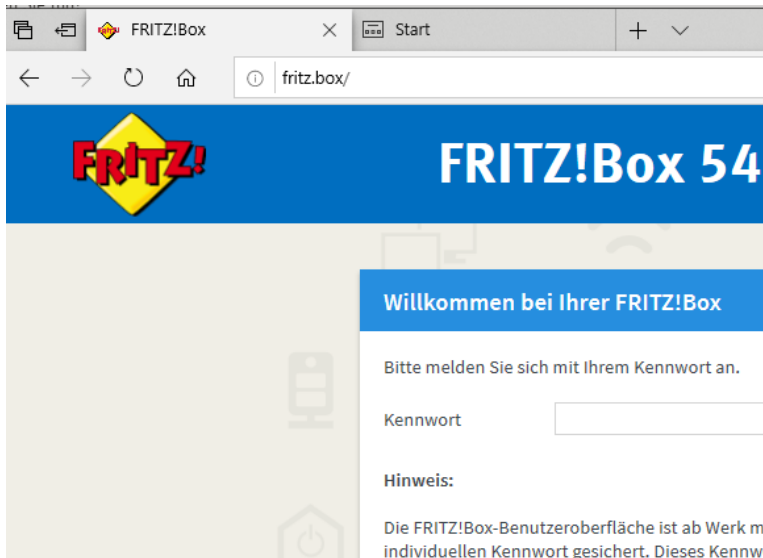 FRITZ!Box
Start
fritz.box/
FRITZ!
FRITZ!Box 54
Willkommen bei Ihrer FRITZ!Box
Bitte melden Sie sich mit Ihrem Kennwort an.
Kennwort
Hinweis:
Die FRITZ!Box-Benutzeroberfläche ist ab Werk m
individuellen Kennwort gesichert. Dieses Kennw